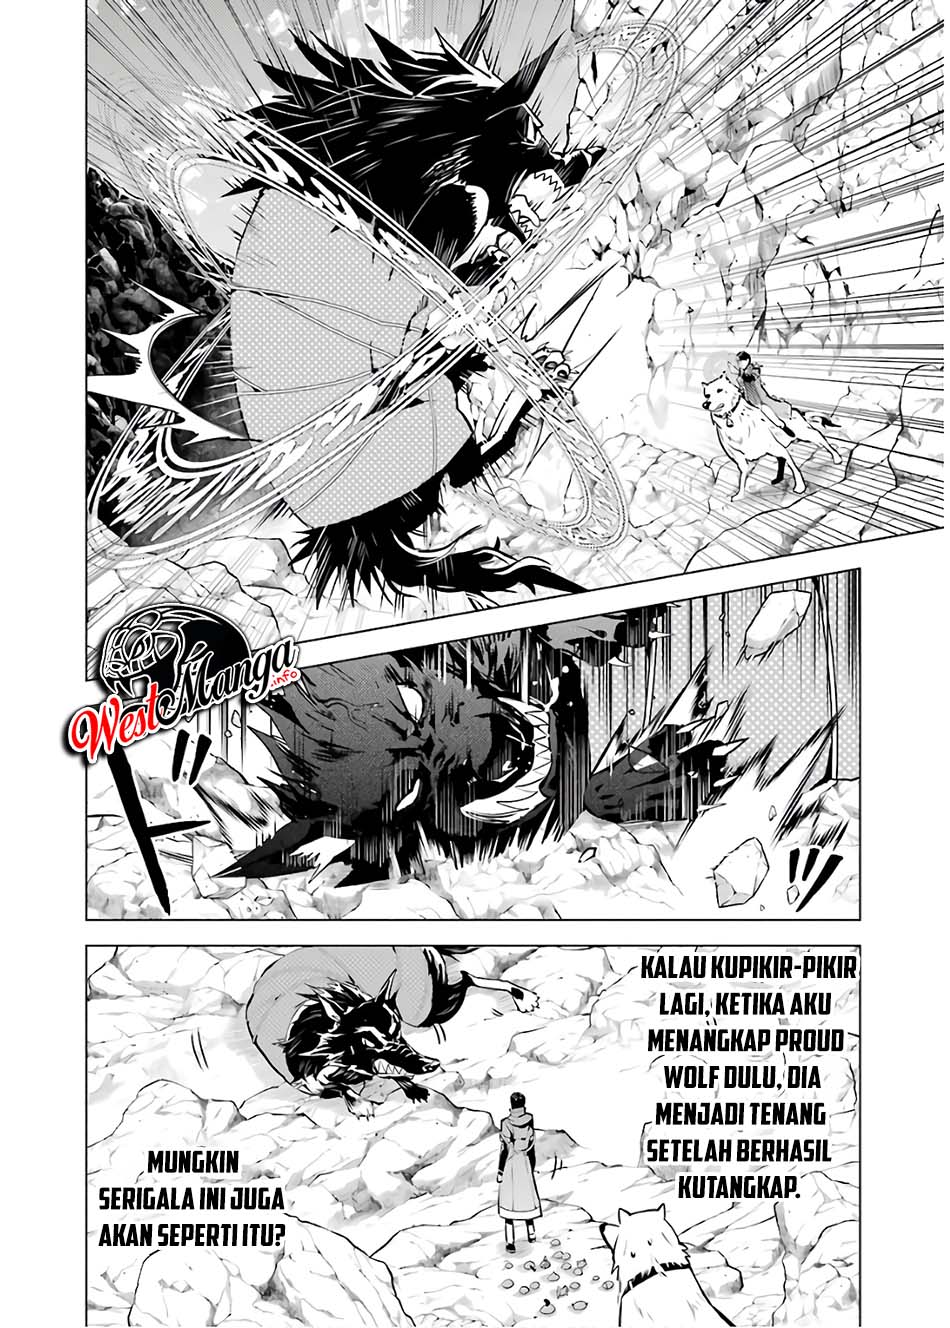 WESTMANGA
.info
ド
KALAU KUPIKIR-PIKIR
LAGI, KETIKA AKU
MENANGKAP PROUD
WOLF DULU, DIA
MENJADI TENANG
SETELAH BERHASIL
KUTANGKAP.
MUNGKIN
SERIGALA INI JUGA
AKAN SEPERTI ITU?